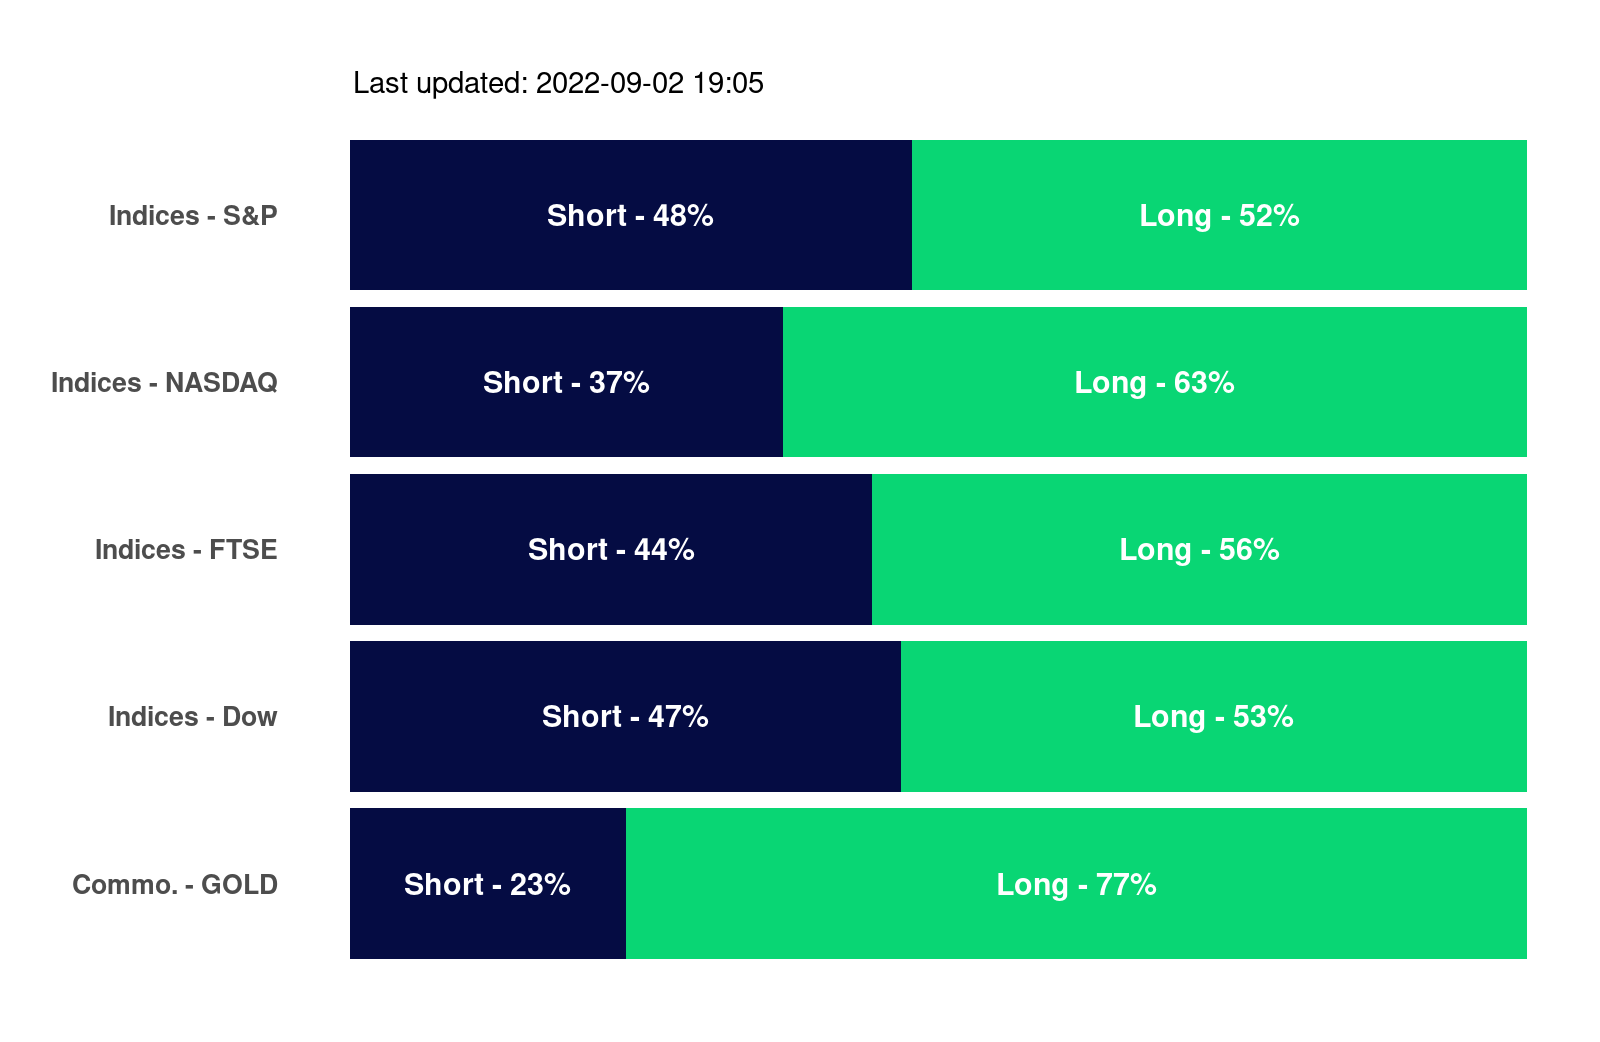 Last updated: 2022-09-02 19:05
Indices - S&P Short - 48% Long - 52%
Indices - NASDAQ Short - 37% Long - 63%
Indices - FTSE Short - 44% Long - 56%
Indices - Dow Short - 47% Long - 53%
Commo. - GOLD Short - 23% Long - 77%